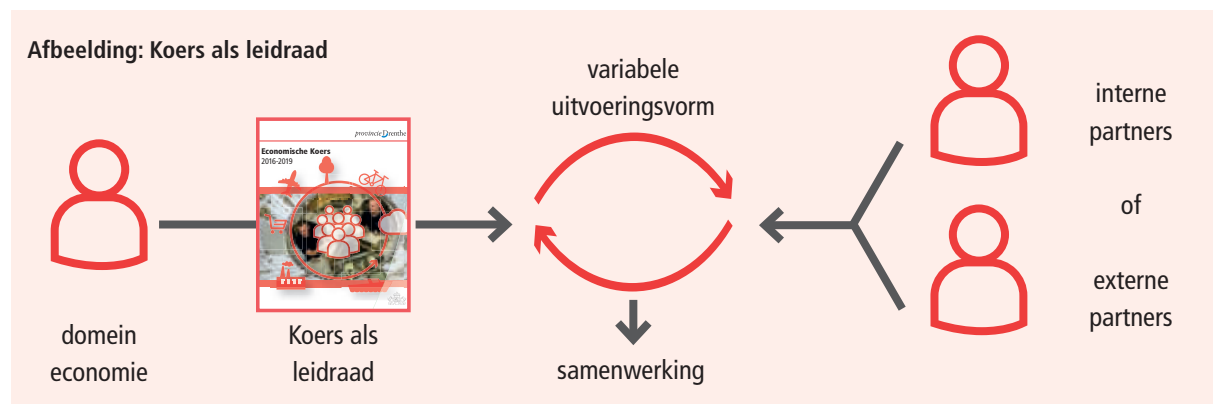 Afbeelding: Koers als leidraad
provincieDrenthe
Economische Koers
2016-2019
domein
economie
Koers als
leidraad
variabele
uitvoeringsvorm
samenwerking
interne
partners
of
externe
partners